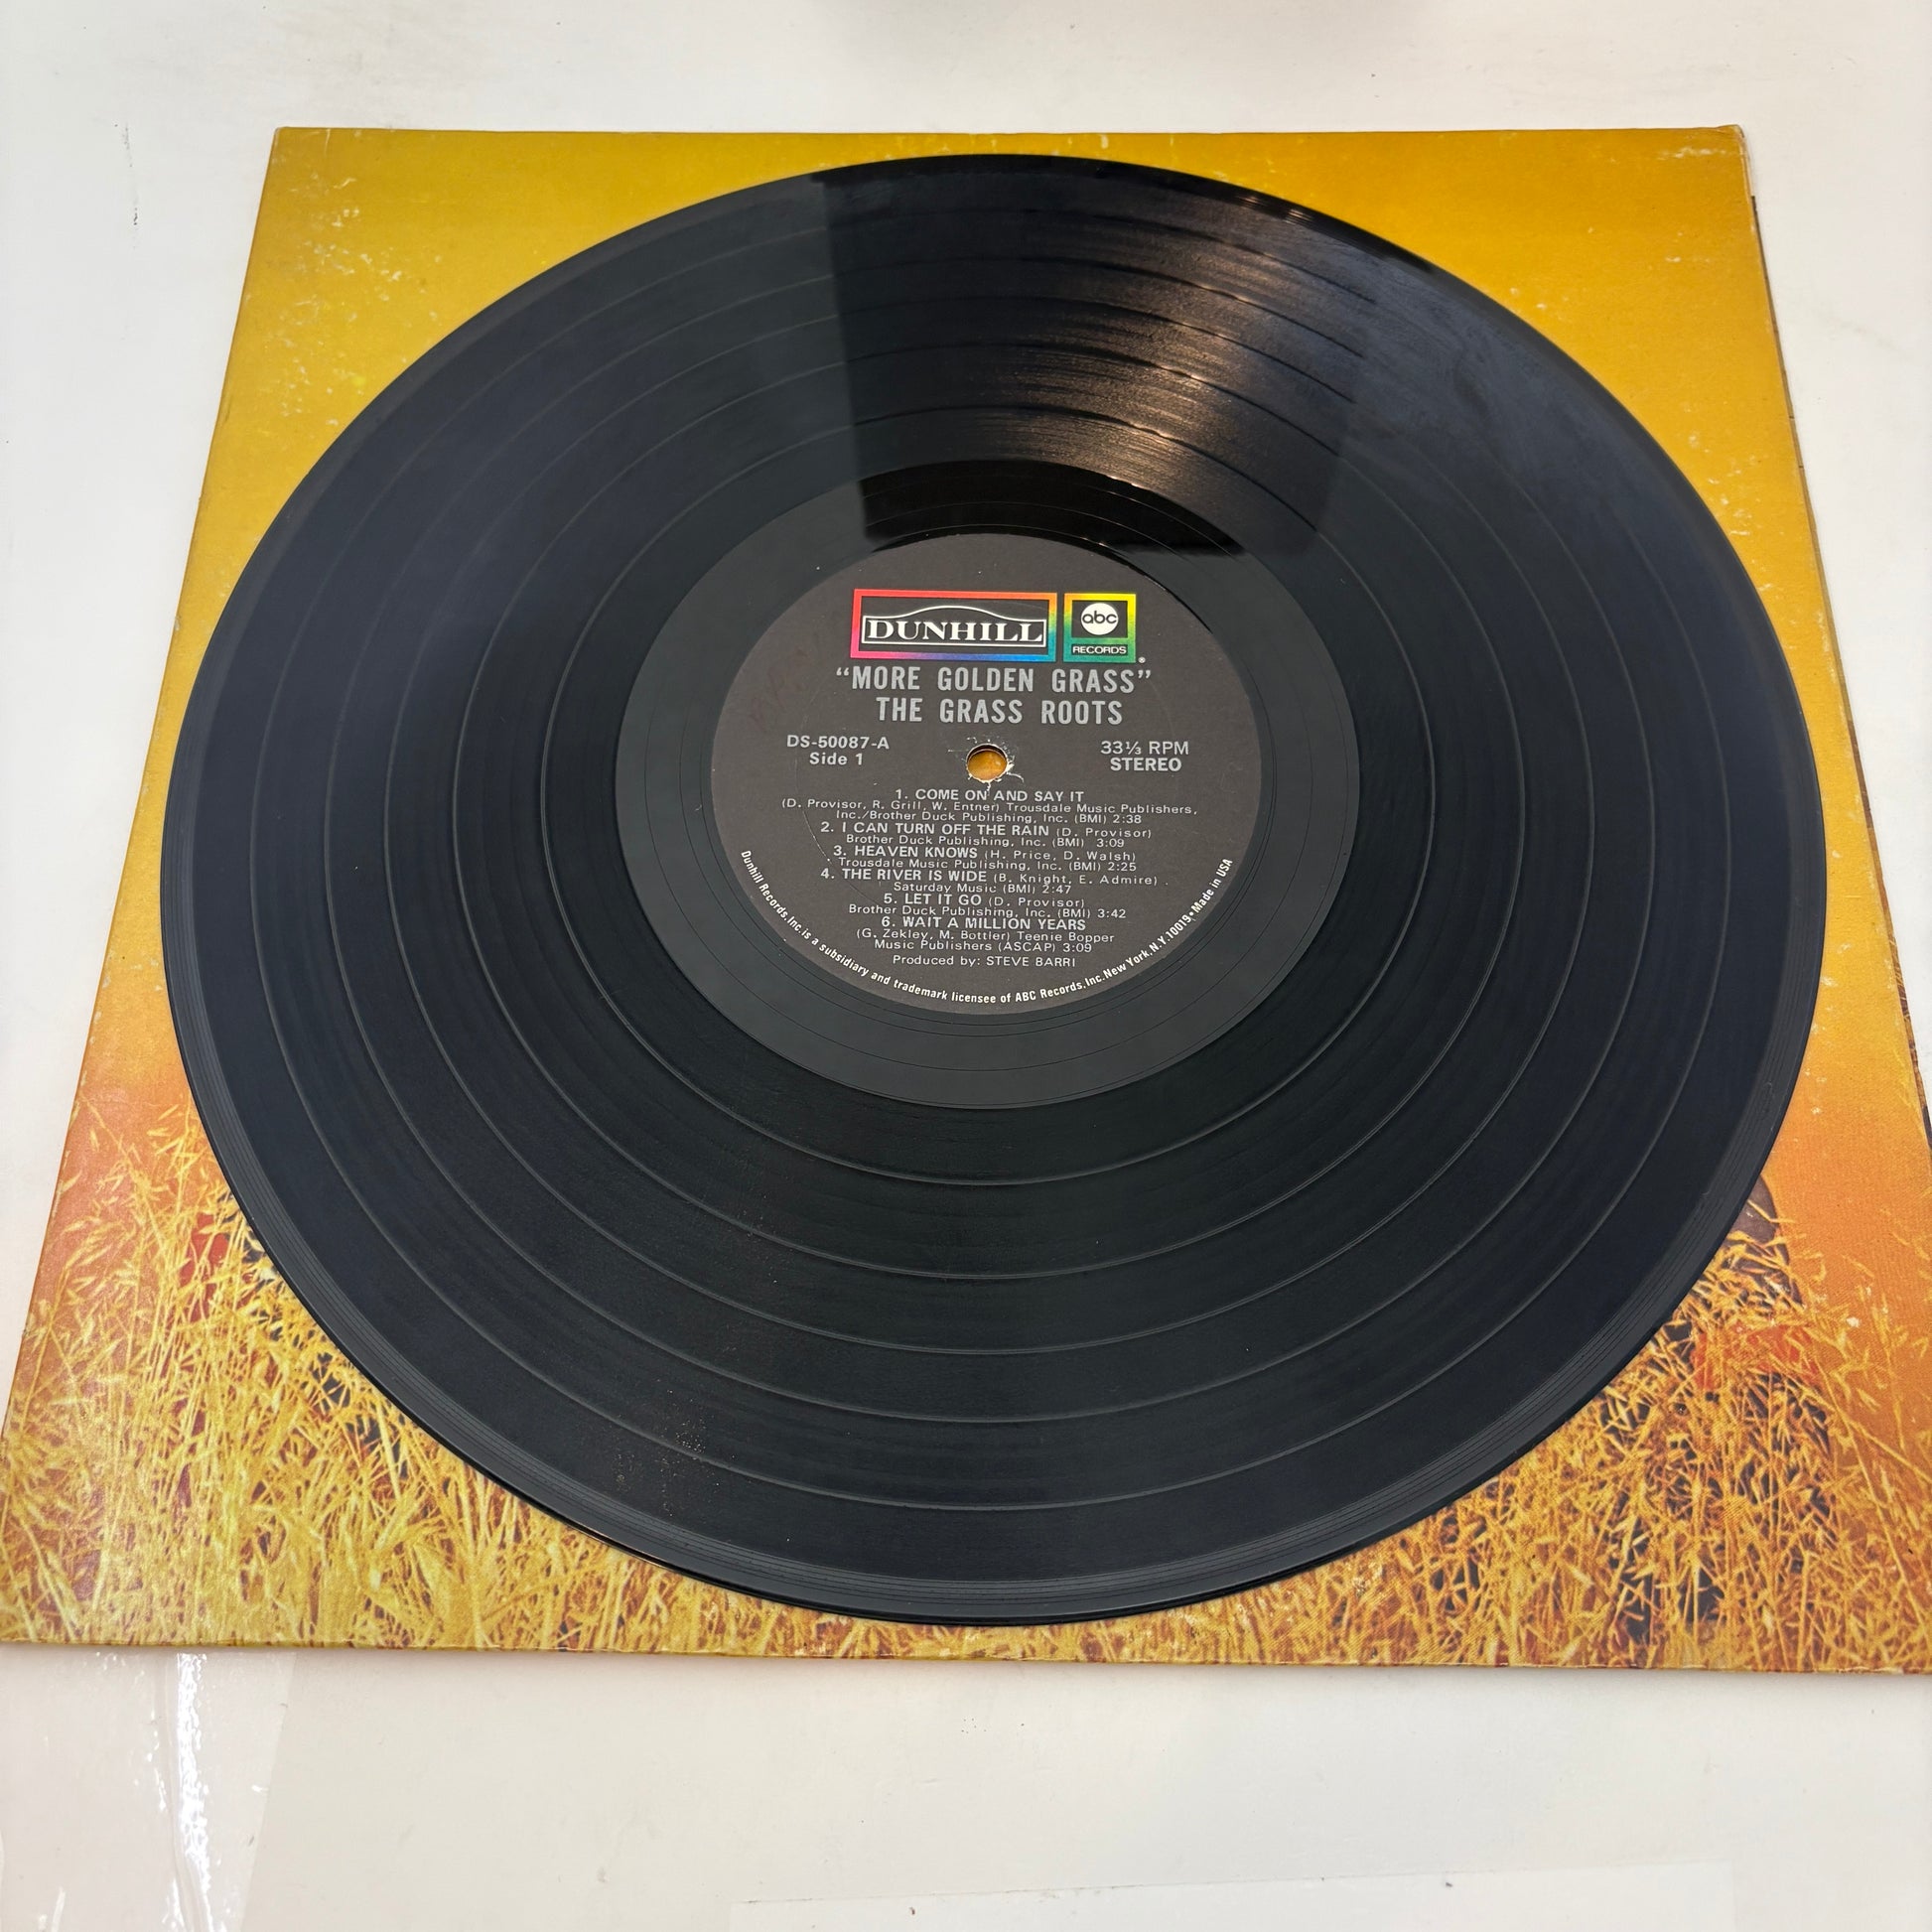 DUNHILL
abc
RECORDS
®
“MORE GOLDEN GRASS”
THE GRASS ROOTS
DS-50087-A
Side 1
33⅓ RPM
STEREO
1. COME ON AND SAY IT
(D. Provisor, R. Grill, W. Entner) Trousdale Music Publishers,
Inc./Brother Duck Publishing, Inc. (BMI) 2:38
2. I CAN TURN OFF THE RAIN (D. Provisor)
Brother Duck Publishing, Inc. (BMI) 3:09
3. HEAVEN KNOWS (H. Price, D. Walsh)
Trousdale Music Publishing, Inc. (BMI) 2:25
4. THE RIVER IS WIDE (B. Knight, E. Admire)
Saturday Music (BMI) 2:47
5. LET IT GO (D. Provisor)
Brother Duck Publishing, Inc. (BMI) 3:42
6. WAIT A MILLION YEARS
(G. Zekley, M. Bottler) Teenie Bopper
Music Publishers (ASCAP) 3:09
Produced by: STEVE BARRI
Dunhill Records, Inc. is a subsidiary and trademark licensee of ABC Records, Inc. New York, N.Y. 10019 • Made in USA